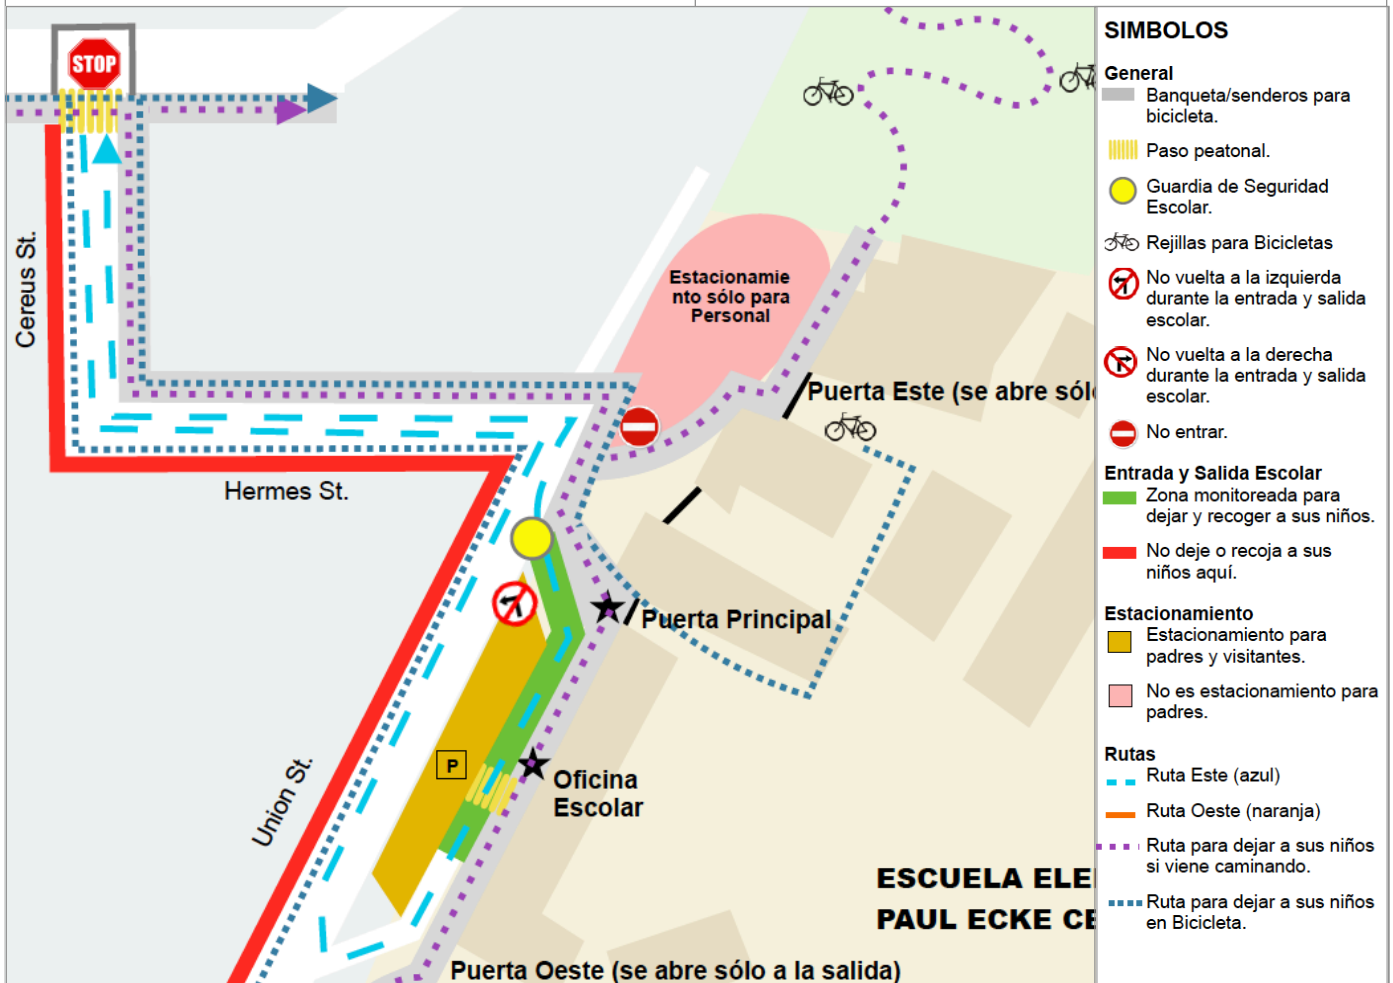 STOP
Cereus St.
Hermes St.
Union St.
Estacionamie
nto sólo para
Personal
Puerta Este (se abre sól
Puerta Principal
P
Oficina
Escolar
ESCUELA ELE
PAUL ECKE CE
Puerta Oeste (se abre sólo a la salida)
SIMBOLOS
General
Banqueta/senderos para
bicicleta.
Paso peatonal.
Guardia de Seguridad
Escolar.
Rejillas para Bicicletas
No vuelta a la izquierda
durante la entrada y salida
escolar.
No vuelta a la derecha
durante la entrada y salida
escolar.
No entrar.
Entrada y Salida Escolar
Zona monitoreada para
dejar y recoger a sus niños.
No deje o recoja a sus
niños aquí.
Estacionamiento
Estacionamiento para
padres y visitantes.
No es estacionamiento para
padres.
Rutas
Ruta Este (azul)
Ruta Oeste (naranja)
Ruta para dejar a sus niños
si viene caminando.
Ruta para dejar a sus niños
en Bicicleta.